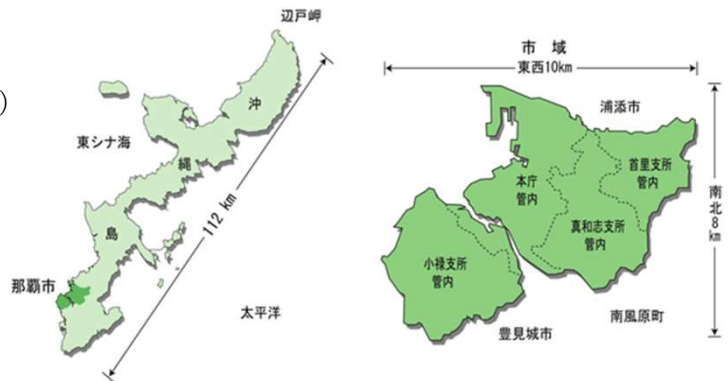 辺戸岬
)
沖
東シナ海
縄
112 km
島
那覇市
太平洋
市 域
東西10km
浦添市
首里支所
管内
本庁
管内
南北8km
真和志支所
管内
小禄支所
管内
南風原町
豊見城市